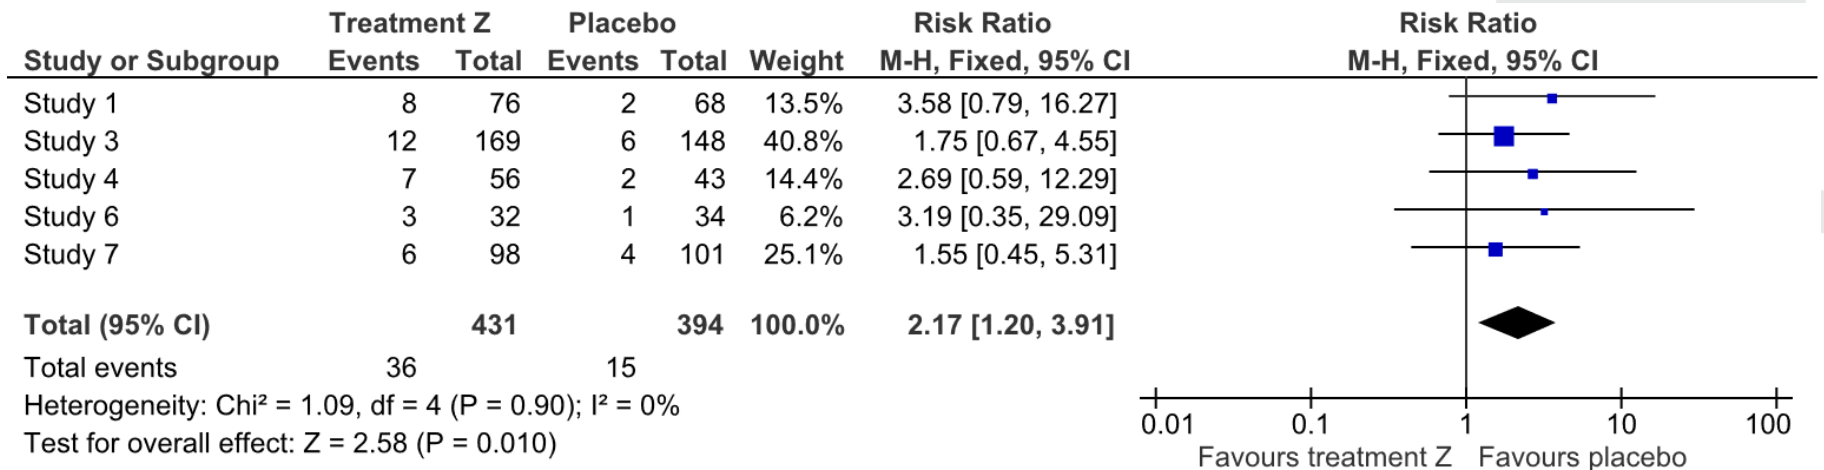 Treatment Z Placebo Risk Ratio Risk Ratio
Study or Subgroup Events Total Events Total Weight M-H, Fixed, 95% CI M-H, Fixed, 95% CI
Study 1 8 76 2 68 13.5% 3.58 [0.79, 16.27]
Study 3 12 169 6 148 40.8% 1.75 [0.67, 4.55]
Study 4 7 56 2 43 14.4% 2.69 [0.59, 12.29]
Study 6 3 32 1 34 6.2% 3.19 [0.35, 29.09]
Study 7 6 98 4 101 25.1% 1.55 [0.45, 5.31]
Total (95% CI) 431 394 100.0% 2.17 [1.20, 3.91]
Total events 36 15
Heterogeneity: Chi² = 1.09, df = 4 (P = 0.90); I² = 0%
Test for overall effect: Z = 2.58 (P = 0.010)
0.01 0.1 1 10 100
Favours treatment Z Favours placebo